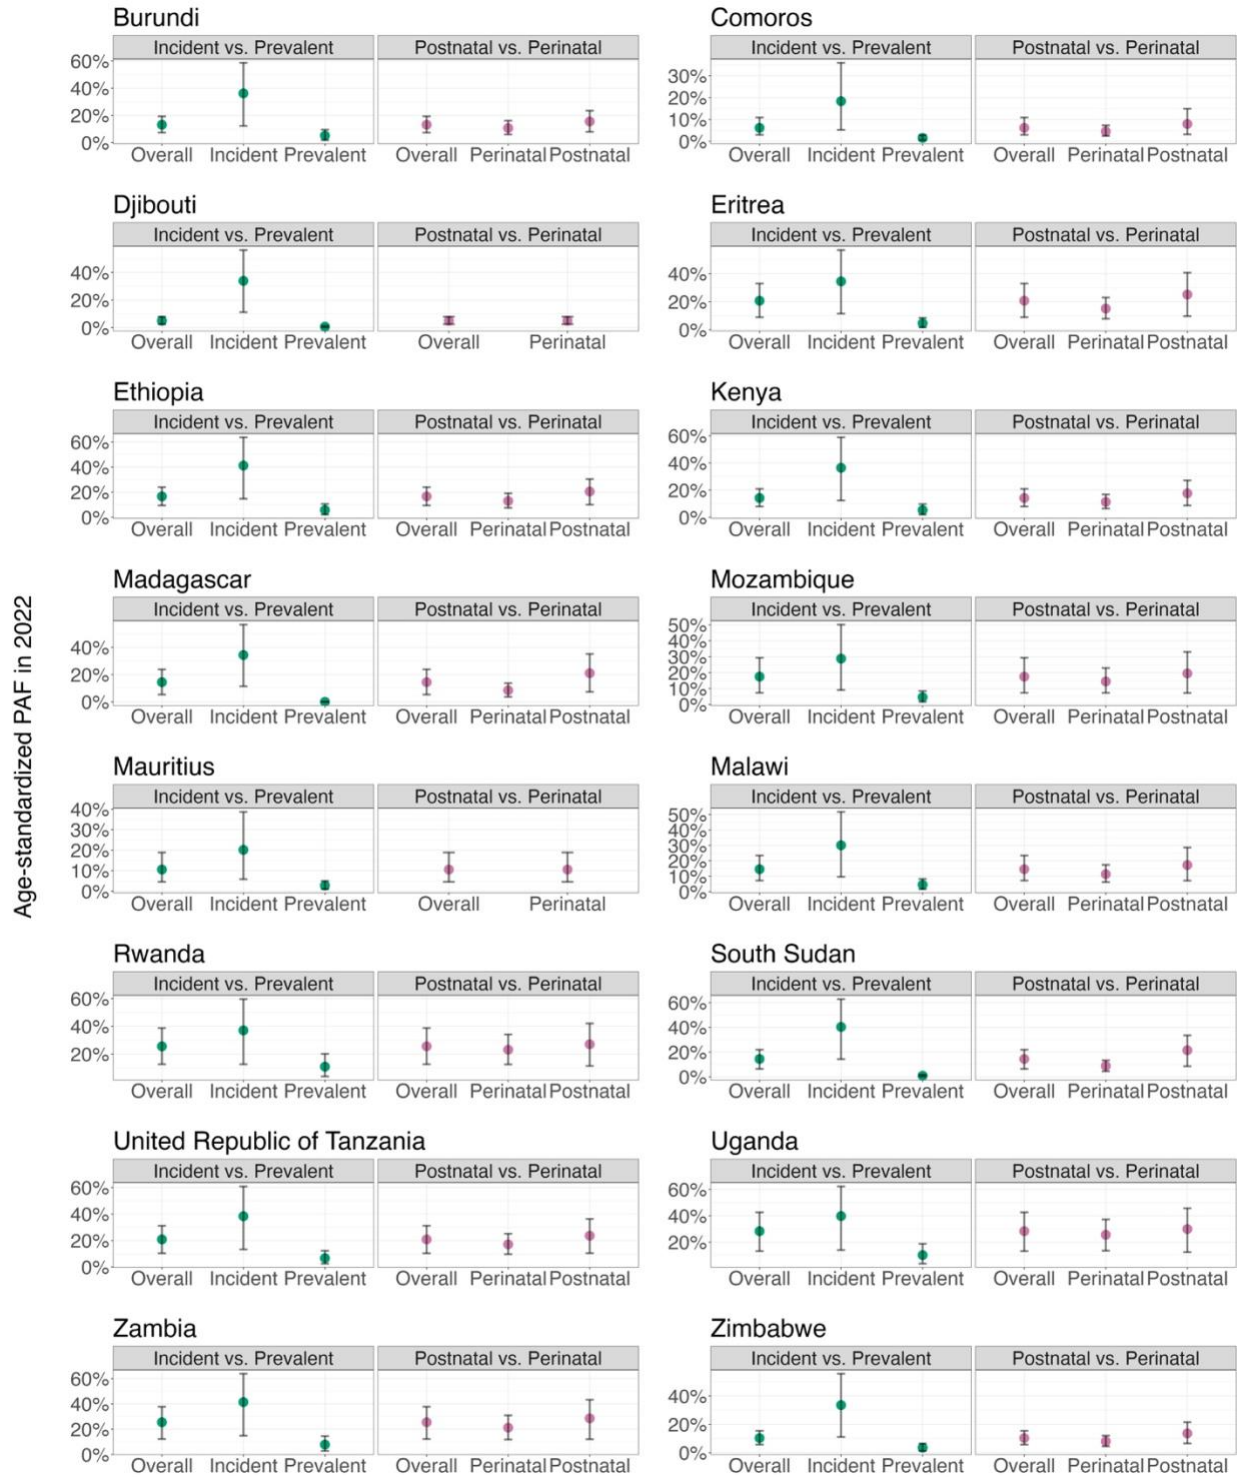 Age-standardized PAF in 2022
Burundi
Incident vs. Prevalent Postnatal vs. Perinatal
60%
40%
20%
0%
Overall Incident Prevalent Overall Perinatal Postnatal
Comoros
Incident vs. Prevalent Postnatal vs. Perinatal
30%
20%
10%
0%
Overall Incident Prevalent Overall Perinatal Postnatal
Djibouti
Incident vs. Prevalent Postnatal vs. Perinatal
40%
20%
0%
Overall Incident Prevalent Overall Perinatal
Eritrea
Incident vs. Prevalent Postnatal vs. Perinatal
40%
20%
0%
Overall Incident Prevalent Overall Perinatal Postnatal
Ethiopia
Incident vs. Prevalent Postnatal vs. Perinatal
60%
40%
20%
0%
Overall Incident Prevalent Overall Perinatal Postnatal
Kenya
Incident vs. Prevalent Postnatal vs. Perinatal
60%
40%
20%
0%
Overall Incident Prevalent Overall Perinatal Postnatal
Madagascar
Incident vs. Prevalent Postnatal vs. Perinatal
40%
20%
0%
Overall Incident Prevalent Overall Perinatal Postnatal
Mozambique
Incident vs. Prevalent Postnatal vs. Perinatal
50%
40%
30%
20%
10%
0%
Overall Incident Prevalent Overall Perinatal Postnatal
Mauritius
Incident vs. Prevalent Postnatal vs. Perinatal
40%
30%
20%
10%
0%
Overall Incident Prevalent Overall Perinatal
Malawi
Incident vs. Prevalent Postnatal vs. Perinatal
50%
40%
30%
20%
10%
0%
Overall Incident Prevalent Overall Perinatal Postnatal
Rwanda
Incident vs. Prevalent Postnatal vs. Perinatal
60%
40%
20%
Overall Incident Prevalent Overall Perinatal Postnatal
South Sudan
Incident vs. Prevalent Postnatal vs. Perinatal
60%
40%
20%
0%
Overall Incident Prevalent Overall Perinatal Postnatal
United Republic of Tanzania
Incident vs. Prevalent Postnatal vs. Perinatal
60%
40%
20%
0%
Overall Incident Prevalent Overall Perinatal Postnatal
Uganda
Incident vs. Prevalent Postnatal vs. Perinatal
60%
40%
20%
Overall Incident Prevalent Overall Perinatal Postnatal
Zambia
Incident vs. Prevalent Postnatal vs. Perinatal
60%
40%
20%
0%
Overall Incident Prevalent Overall Perinatal Postnatal
Zimbabwe
Incident vs. Prevalent Postnatal vs. Perinatal
40%
20%
0%
Overall Incident Prevalent Overall Perinatal Postnatal